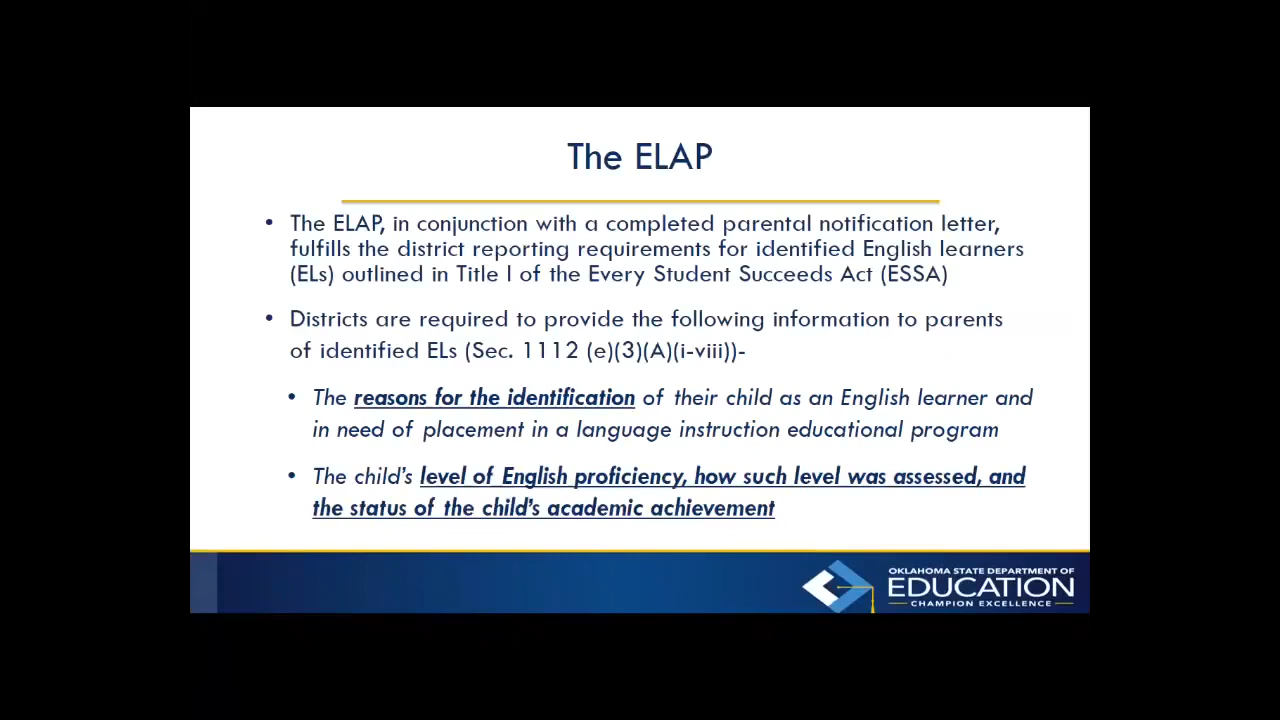 The ELAP
• The ELAP, in conjunction with a completed parental notification letter,
fulfills the district reporting requirements for identified English learners
(ELs) outlined in Title I of the Every Student Succeeds Act (ESSA)
• Districts are required to provide the following information to parents
of identified ELs (Sec. 1112 (e)(3)(A)(i-viii))-
• The reasons for the identification of their child as an English learner and
in need of placement in a language instruction educational program
• The child's level of English proficiency, how such level was assessed, and
the status of the child's academic achievement
OKLAHOMA STATE DEPARTMENT OF
EDUCATION
CHAMPION EXCELLENCE